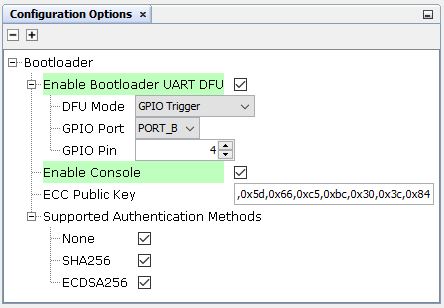 Configuration Options ×
Bootloader
Enable Bootloader UART DFU
DFU Mode GPIO Trigger
GPIO Port PORT_B
GPIO Pin 4
Enable Console
ECC Public Key ,0x5d,0x66,0xc5,0xbc,0x30,0x3c,0x84
Supported Authentication Methods
None
SHA256
ECDSA256